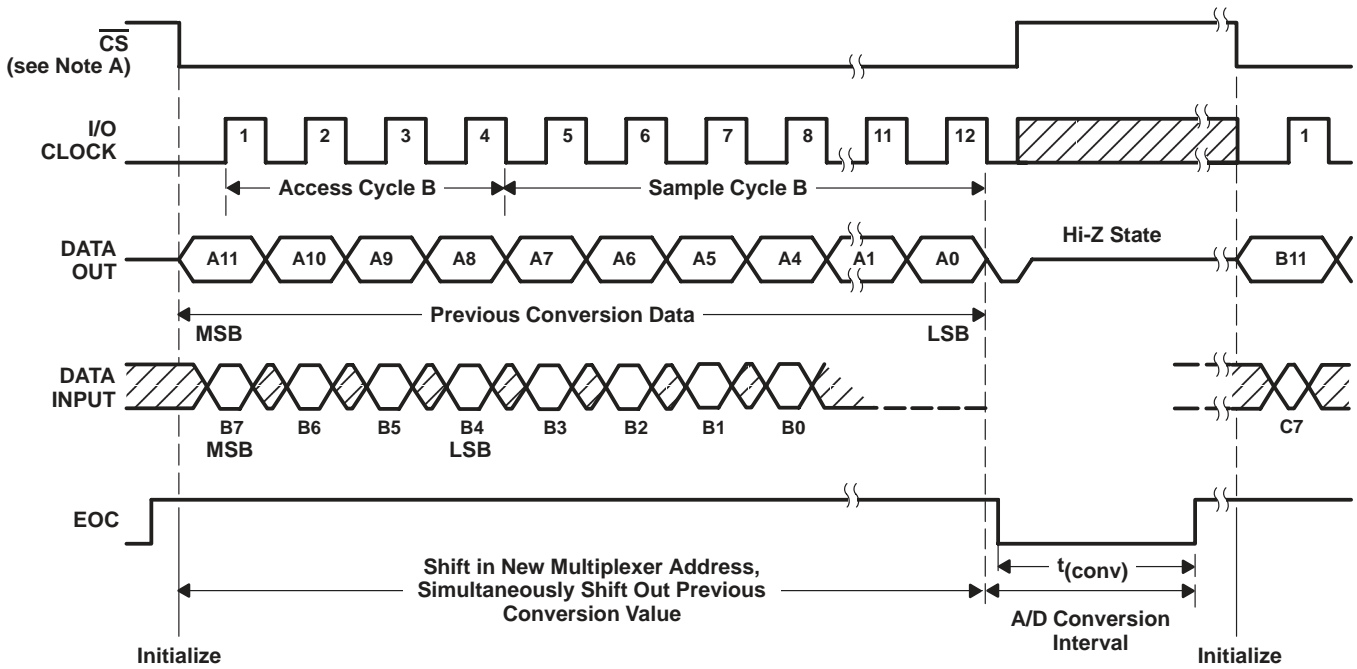 CS
(see Note A)
I/O
CLOCK
1 2 3 4 5 6 7 8 11 12 1
Access Cycle B Sample Cycle B
DATA
OUT
A11 A10 A9 A8 A7 A6 A5 A4 A1 A0 Hi-Z State B11
Previous Conversion Data
MSB LSB
DATA
INPUT
B7 B6 B5 B4 B3 B2 B1 B0 C7
MSB LSB
EOC
Shift in New Multiplexer Address,
Simultaneously Shift Out Previous
Conversion Value
t(conv)
A/D Conversion
Interval
Initialize Initialize